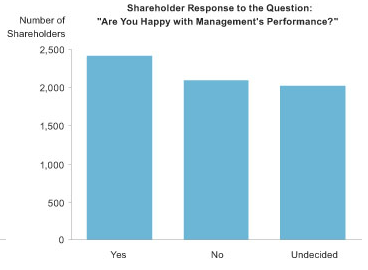 Shareholder Response to the Question:
"Are You Happy with Management's Performance?"
Number of
Shareholders
2,500
2,000
1,500
1,000
500
0
Yes No Undecided